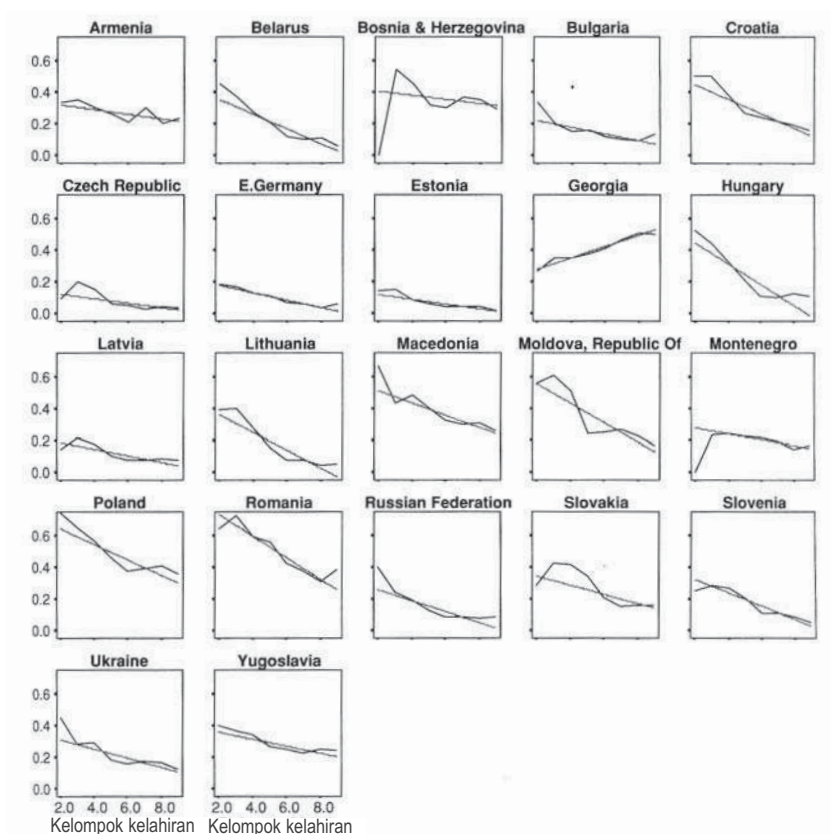 Armenia Belarus Bosnia & Herzegovina Bulgaria Croatia
0.6
0.4
0.2
0.0
Czech Republic E.Germany Estonia Georgia Hungary
0.6
0.4
0.2
0.0
Latvia Lithuania Macedonia Moldova, Republic Of Montenegro
0.6
0.4
0.2
0.0
Poland Romania Russian Federation Slovakia Slovenia
0.6
0.4
0.2
0.0
Ukraine Yugoslavia
0.6
0.4
0.2
0.0
2.0 4.0 6.0 8.0 2.0 4.0 6.0 8.0
Kelompok kelahiran Kelompok kelahiran